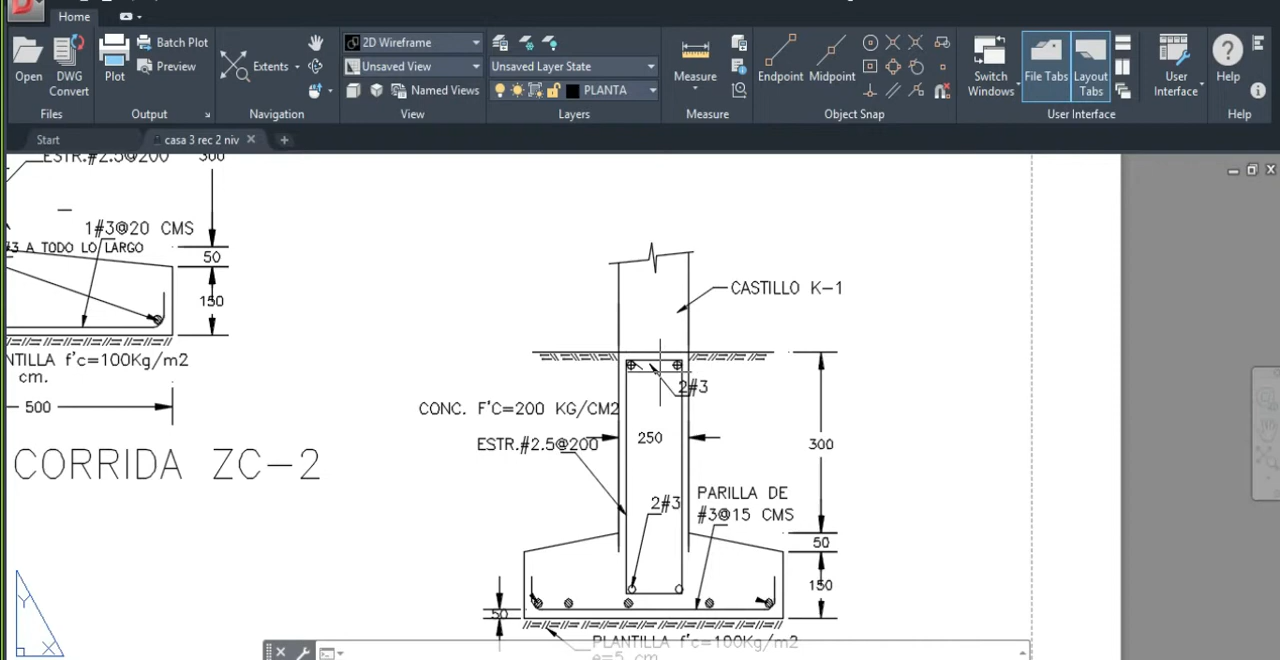 Home
Open
DWG Convert
Files
Plot
Batch Plot
Preview
Output
Extents
Navigation
2D Wireframe
Unsaved View
Named Views
View
Unsaved Layer State
PLANTA
Layers
Measure
Measure
Endpoint
Midpoint
Object Snap
Switch Windows
File Tabs
Layout Tabs
User Interface
User Interface
Help
Help
Start
casa 3 rec 2 niv
ESTR.#2.5@200
300
1#3@20 CMS
#3 A TODO LO LARGO
50
150
NTILLA f'c=100Kg/m2
cm.
500
CORRIDA ZC-2
CASTILLO K-1
2#3
CONC. F'C=200 KG/CM2
ESTR.#2.5@200
250
300
2#3
PARILLA DE
#3@15 CMS
50
150
50
PLANTILLA f'c=100Kg/m2
e=5 cm
Y
X